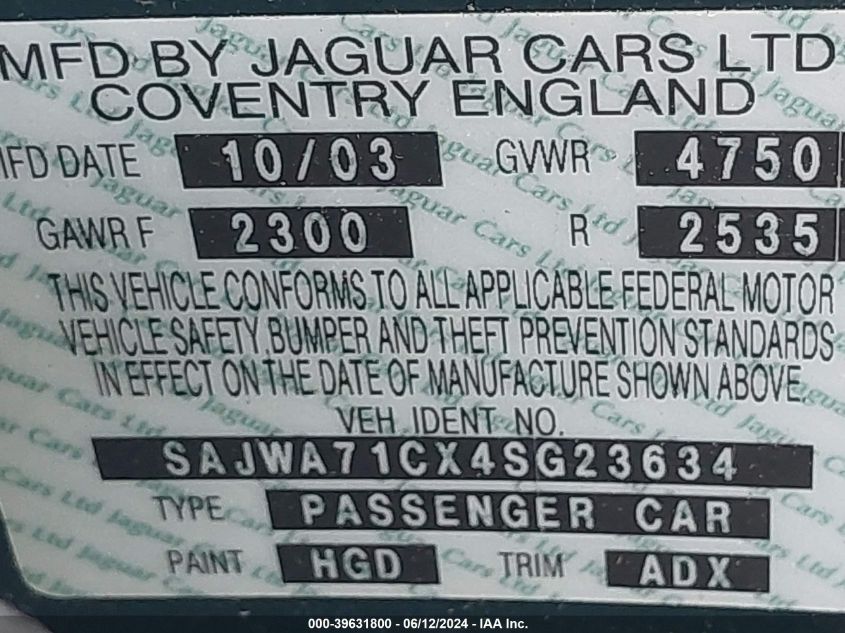 MFD BY JAGUAR CARS LTD
COVENTRY ENGLAND
MFD DATE 10/03 GVWR 4750
GAWR F 2300 R 2535
THIS VEHICLE CONFORMS TO ALL APPLICABLE FEDERAL MOTOR
VEHICLE SAFETY, BUMPER AND THEFT PREVENTION STANDARDS
IN EFFECT ON THE DATE OF MANUFACTURE SHOWN ABOVE.
VEH. IDENT. NO.
SAJWA71CX4SG23634
TYPE PASSENGER CAR
PAINT HGD TRIM ADX
000-39631800 - 06/12/2024 - IAA Inc.